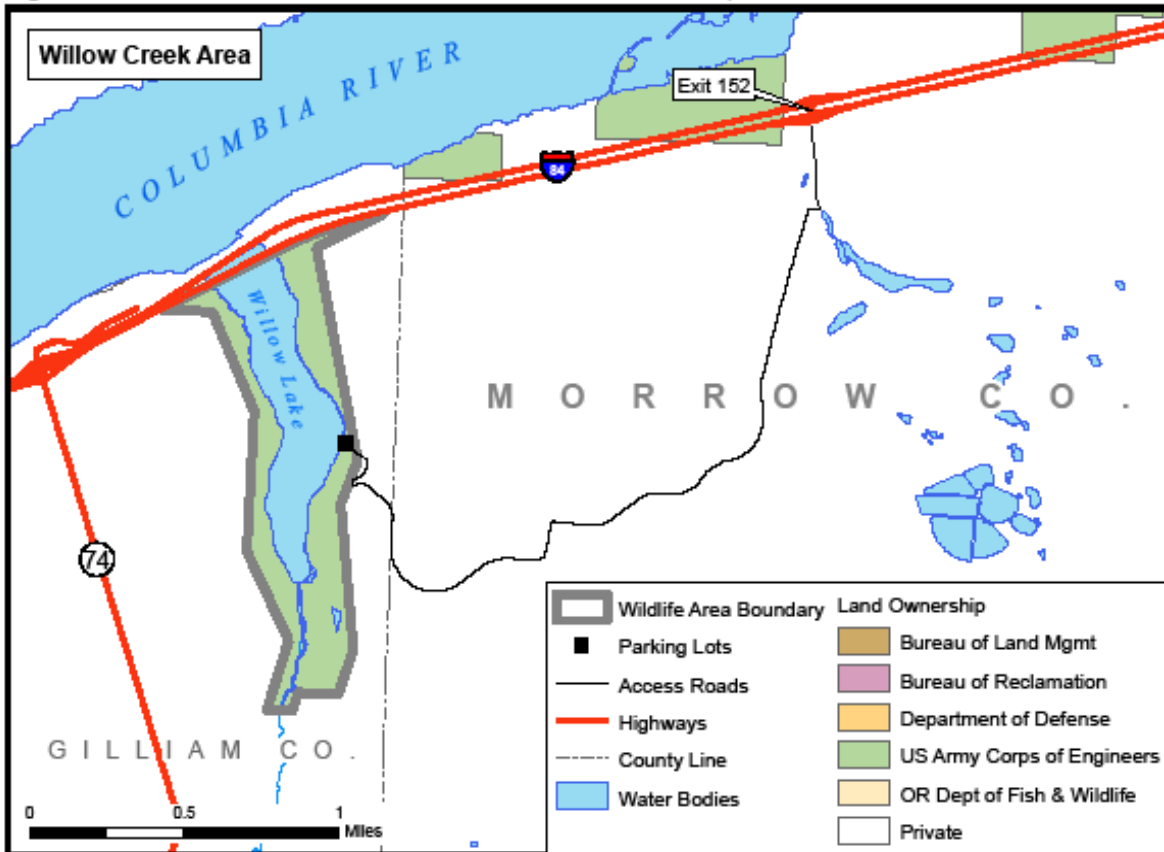 Willow Creek Area
COLUMBIA RIVER
Exit 152
84
Willow Lake
MORROW CO.
74
GILLIAM CO.
0 0.5 1
Miles
Wildlife Area Boundary
Parking Lots
Access Roads
Highways
County Line
Water Bodies
Land Ownership
Bureau of Land Mgmt
Bureau of Reclamation
Department of Defense
US Army Corps of Engineers
OR Dept of Fish & Wildlife
Private